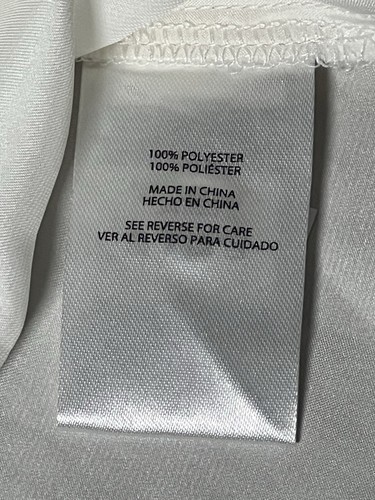 100% POLYESTER
100% POLIÉSTER
MADE IN CHINA
HECHO EN CHINA
SEE REVERSE FOR CARE
VER AL REVERSO PARA CUIDADO